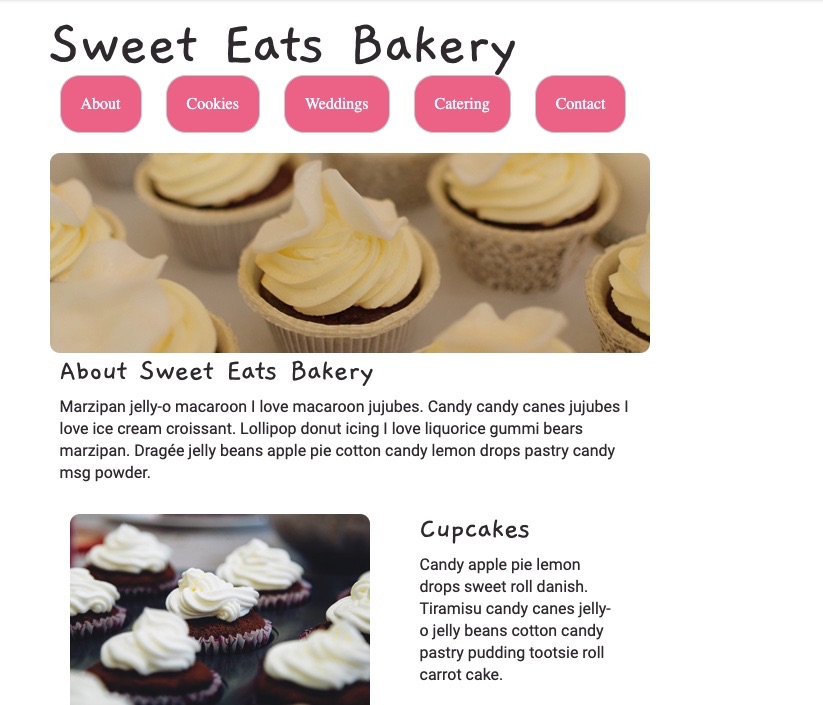 Sweet Eats Bakery
About Cookies Weddings Catering Contact
About Sweet Eats Bakery
Marzipan jelly-o macaroon I love macaroon jujubes. Candy candy canes jujubes I
love ice cream croissant. Lollipop donut icing I love liquorice gummi bears
marzipan. Dragée jelly beans apple pie cotton candy lemon drops pastry candy
msg powder.
Cupcakes
Candy apple pie lemon
drops sweet roll danish.
Tiramisu candy canes jelly-
o jelly beans cotton candy
pastry pudding tootsie roll
carrot cake.